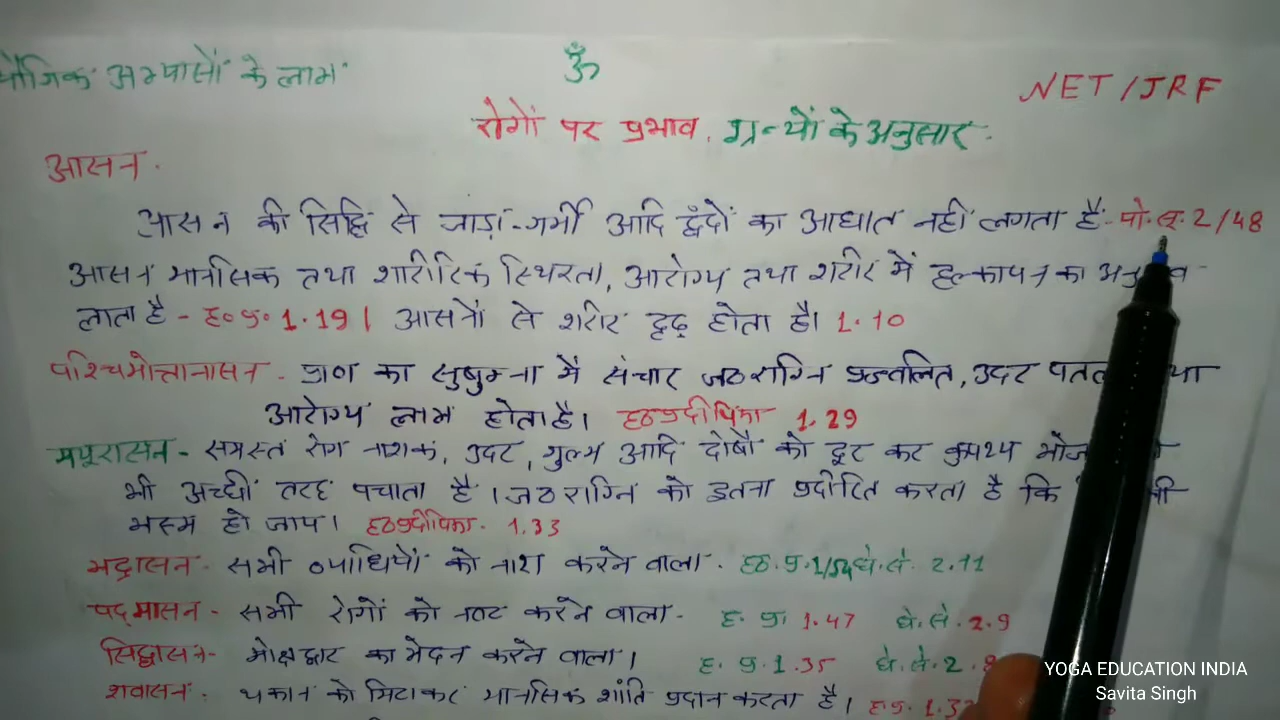 यौगिक अभ्यासों के लाभ
ॐ
NET/JRF
रोगों पर प्रभाव, ग्रन्थों के अनुसार.
आसन.
आसन की सिद्धि से जाड़ा-गर्मी आदि द्वंदों का आघात नहीं लगता है- यो.सू. 2/48
आसन मानसिक तथा शारीरिक स्थिरता, आरोग्य तथा शरीर में हल्कापन का
लाता है - ह० प्र० 1.19। आसनों से शरीर दृढ़ होता है। 1.10
पश्चिमोत्तानासन - प्राण का सुषुम्ना में संचार जठराग्नि प्रज्वलित, उदर
आरोग्य लाभ होता है। हठप्रदीपिका 1.29
मयूरासन - समस्त रोग नाशक, उदर, गुल्म आदि दोषों को दूर कर कुपथ्य
भी अच्छी तरह पचाता है। जठराग्नि को इतना प्रदीप्त करता है कि
भस्म हो जाय। हठप्रदीपिका. 1.33
भद्रासन - सभी व्याधियों को नाश करने वाला. हठ. प्र. 1/54 घे.सं. 2.11
पद्मासन - सभी रोगों को नष्ट करने वाला- ह. प्र. 1.47 घे.सं. 2.9
सिद्धासन- मोक्षद्वार का भेदन करने वाला। ह. प्र. 1.35 घे.सं. 2.
शवासन. थकान को मिटाकर मानसिक शांति प्रदान करता है। ह.प्र.
YOGA EDUCATION INDIA
Savita Singh